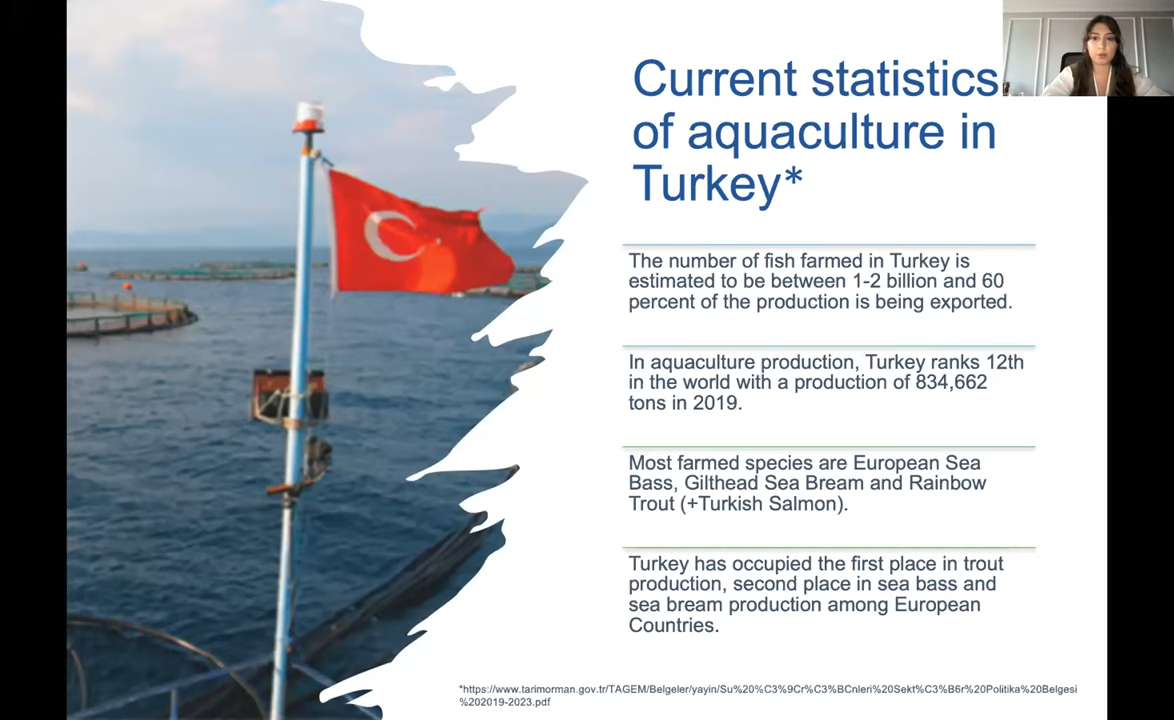 Current statistics
of aquaculture in
Turkey*
The number of fish farmed in Turkey is
estimated to be between 1-2 billion and 60
percent of the production is being exported.
In aquaculture production, Turkey ranks 12th
in the world with a production of 834,662
tons in 2019.
Most farmed species are European Sea
Bass, Gilthead Sea Bream and Rainbow
Trout (+Turkish Salmon).
Turkey has occupied the first place in trout
production, second place in sea bass and
sea bream production among European
Countries.
*https://www.tarimorman.gov.tr/TAGEM/Belgeler/yayin/Su%20%C3%9Cr%C3%BCnleri%20Sekt%C3%B6r%20Politika%20Belgesi
%202019-2023.pdf